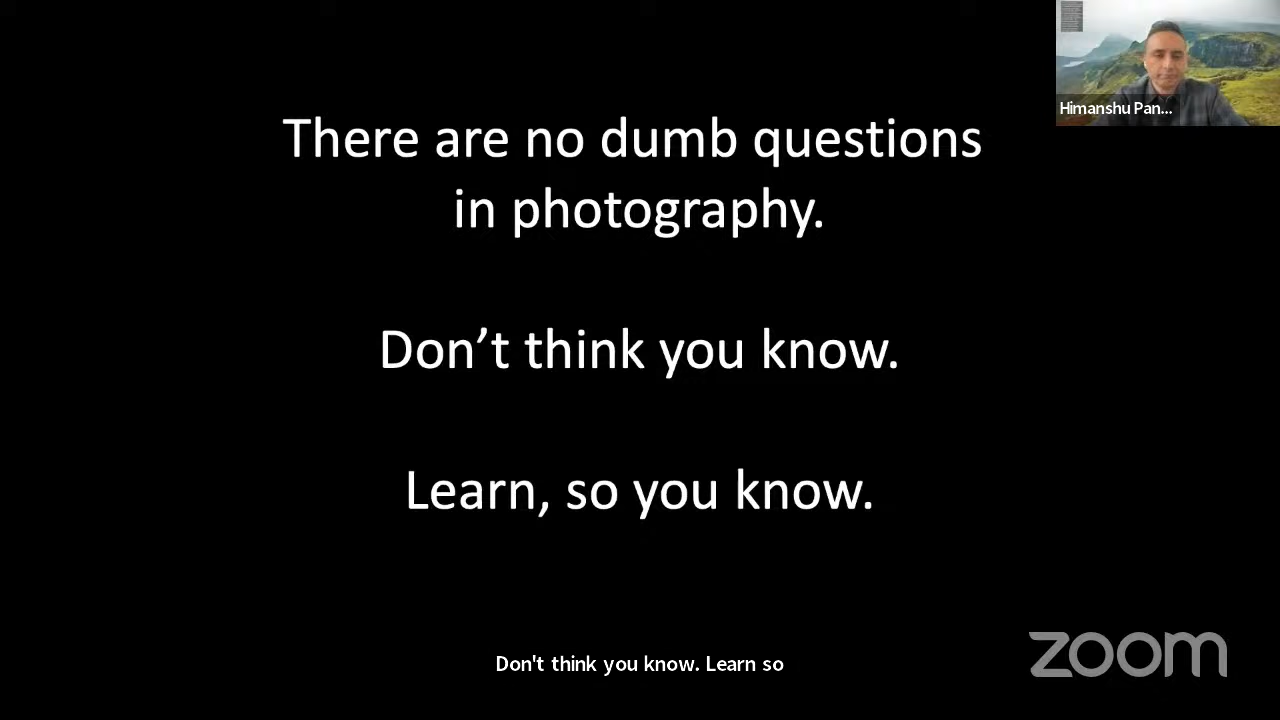 Himanshu Pan...
There are no dumb questions
in photography.
Don’t think you know.
Learn, so you know.
Don't think you know. Learn so
zoom